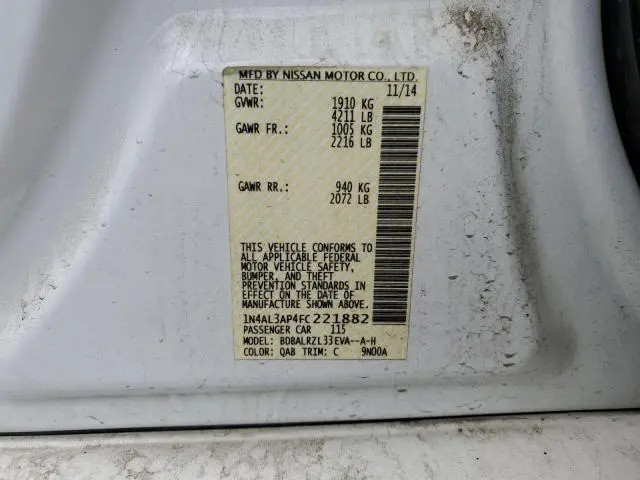 MFD BY NISSAN MOTOR CO., LTD.
DATE: 11/14
GVWR: 1910 KG
4211 LB
GAWR FR.: 1005 KG
2216 LB
GAWR RR.: 940 KG
2072 LB
THIS VEHICLE CONFORMS TO
ALL APPLICABLE FEDERAL
MOTOR VEHICLE SAFETY,
BUMPER, AND THEFT
PREVENTION STANDARDS IN
EFFECT ON THE DATE OF
MANUFACTURE SHOWN ABOVE.
1N4AL3AP4FC221882
PASSENGER CAR 115
MODEL: BDBALRZL33EVA--A-H
COLOR: QAB TRIM: C 9N00A